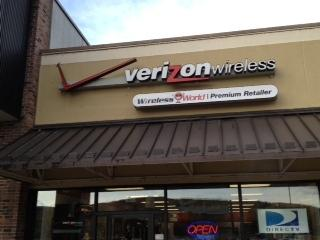 verizonwireless
Wireless World | Premium Retailer
OPEN
DIRECTV